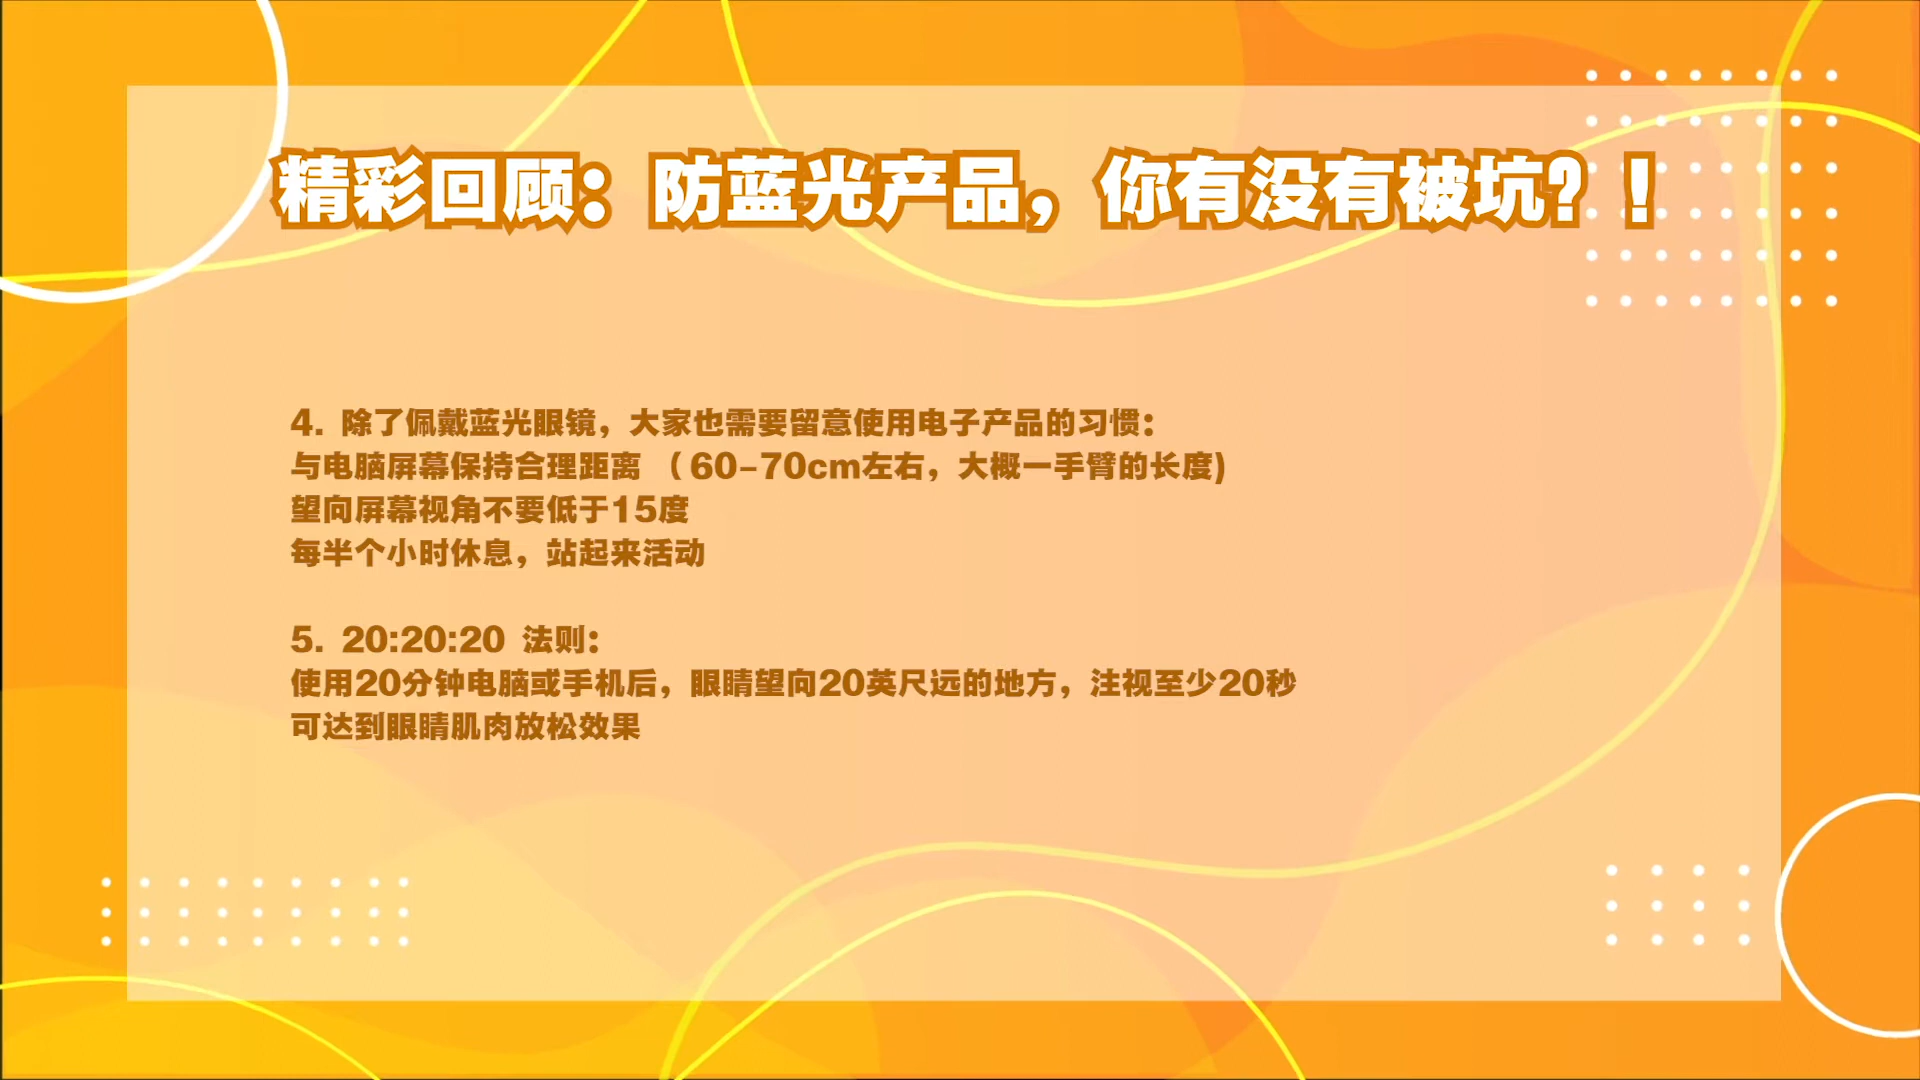 精彩回顾：防蓝光产品，你有没有被坑？！
4. 除了佩戴蓝光眼镜，大家也需要留意使用电子产品的习惯：
与电脑屏幕保持合理距离 （60-70cm左右，大概一手臂的长度)
望向屏幕视角不要低于15度
每半个小时休息，站起来活动
5. 20:20:20 法则：
使用20分钟电脑或手机后，眼睛望向20英尺远的地方，注视至少20秒
可达到眼睛肌肉放松效果